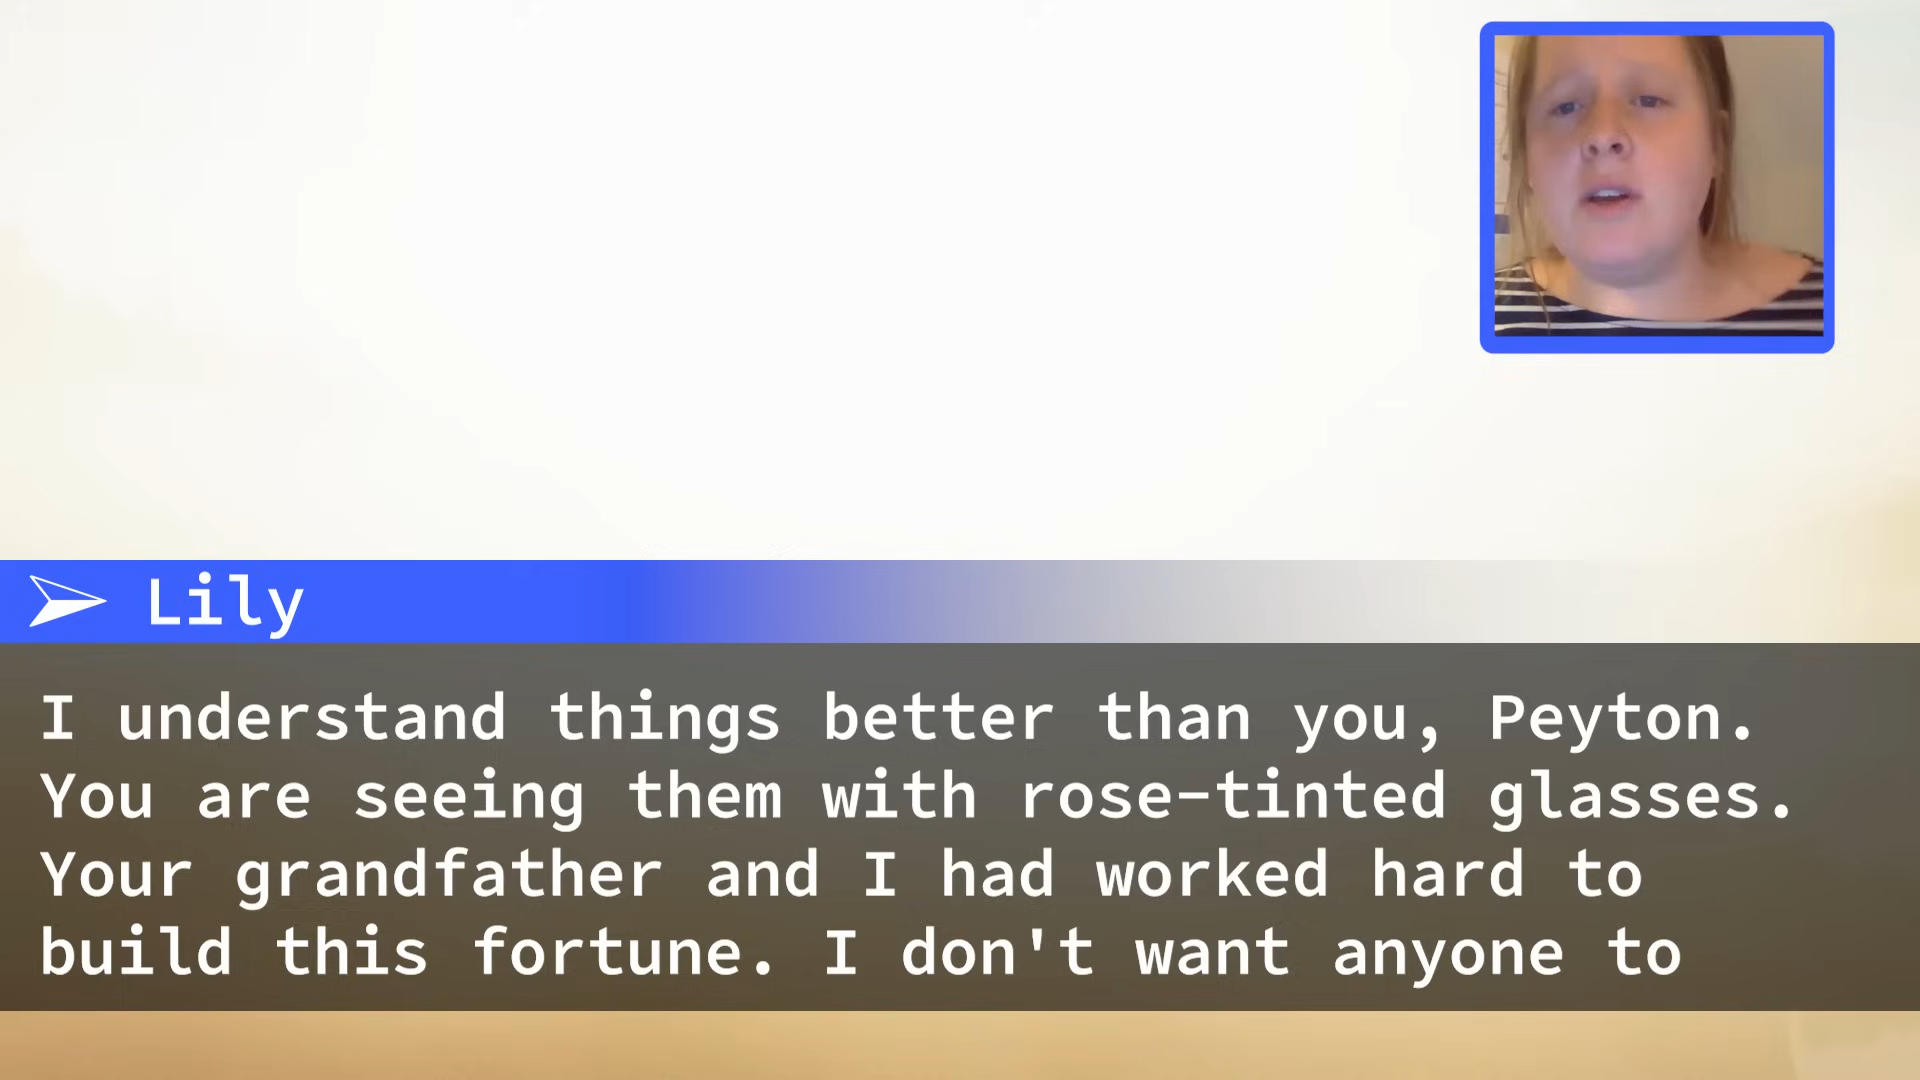 Lily
I understand things better than you, Peyton.
You are seeing them with rose-tinted glasses.
Your grandfather and I had worked hard to
build this fortune. I don't want anyone to